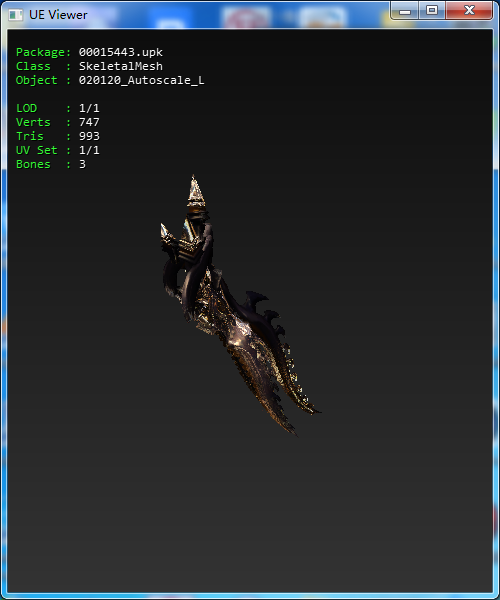 UE Viewer
Package: 00015443.upk
Class : SkeletalMesh
Object : 020120_Autoscale_L
LOD : 1/1
Verts : 747
Tris : 993
UV Set : 1/1
Bones : 3